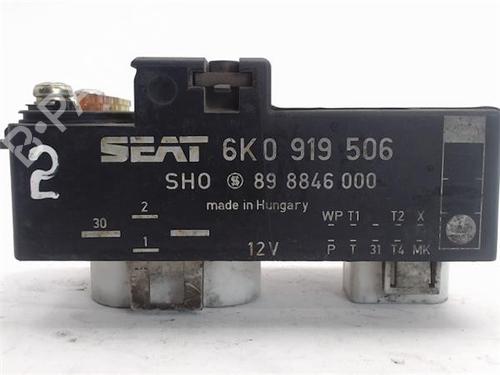 SEAT 6K0 919 506
SHO 89 8846 000
made in Hungary
2
30
1
12V
WP T1 T2 X
P T 31 T4 MK
B-PARTS